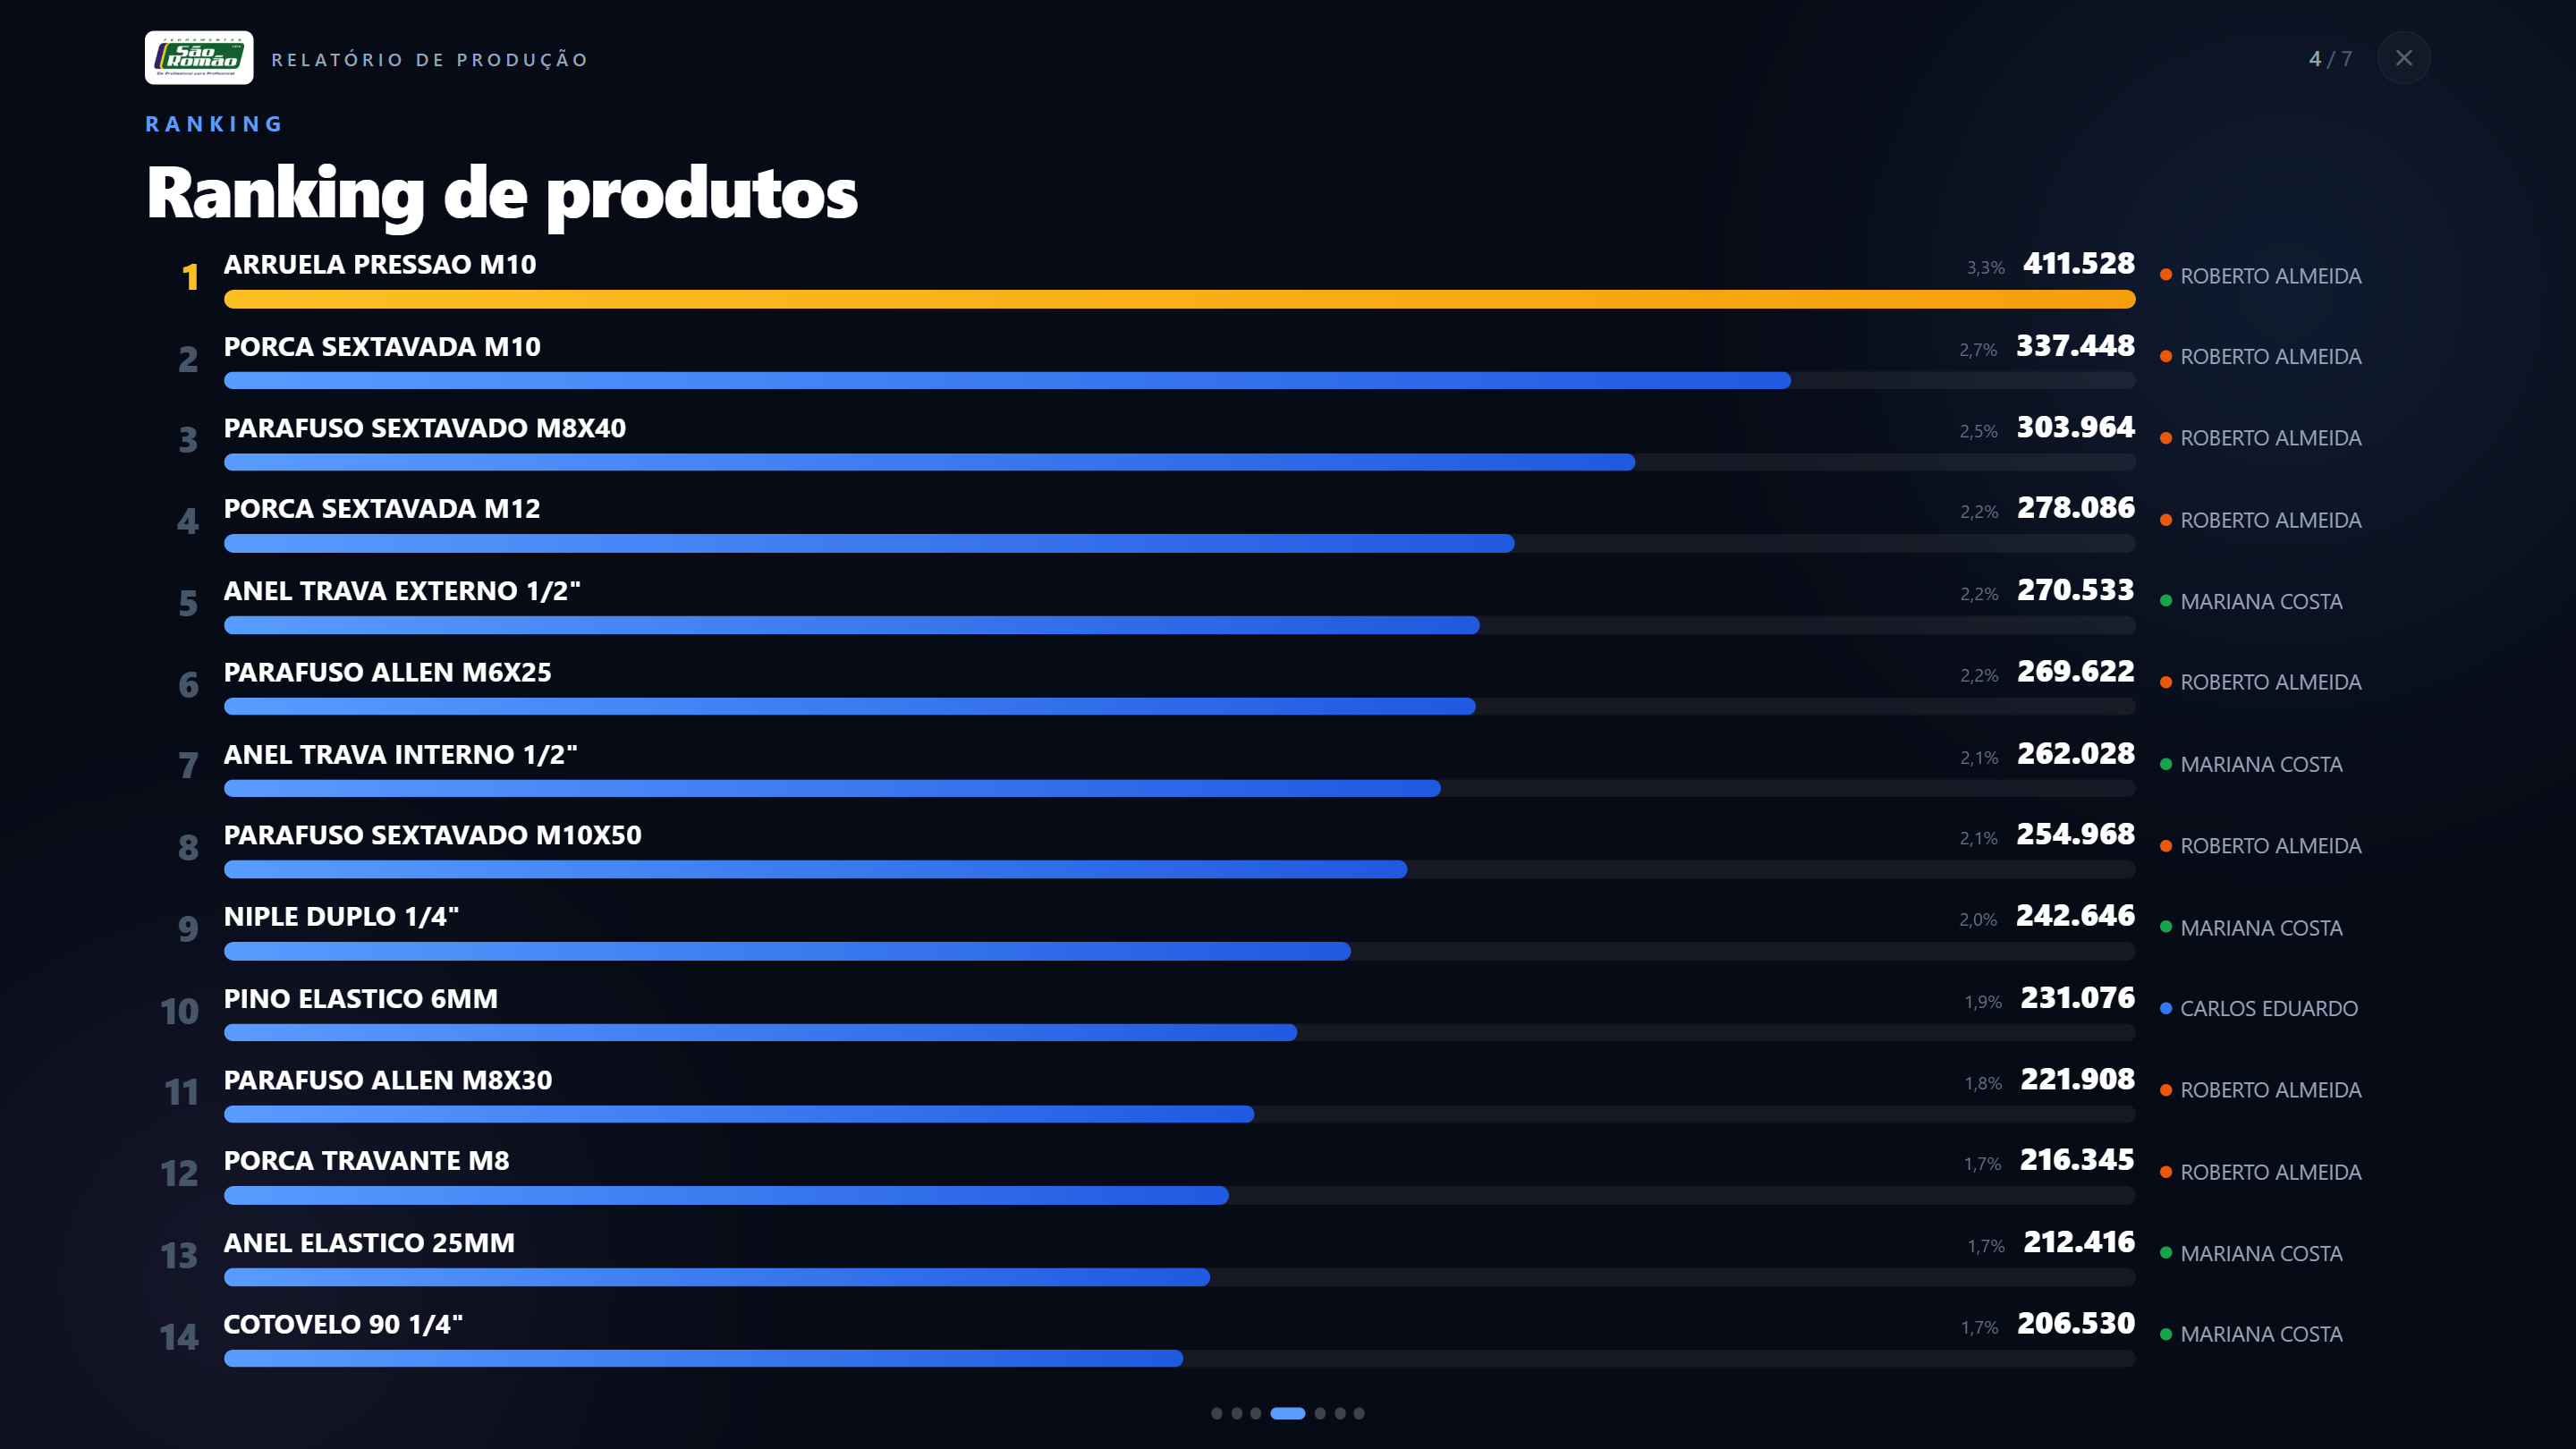 FERRAMENTAS
São Romão
De Profissional para Profissional
RELATÓRIO DE PRODUÇÃO
4 / 7
RANKING
Ranking de produtos
1 ARRUELA PRESSAO M10 3,3% 411.528 ROBERTO ALMEIDA
2 PORCA SEXTAVADA M10 2,7% 337.448 ROBERTO ALMEIDA
3 PARAFUSO SEXTAVADO M8X40 2,5% 303.964 ROBERTO ALMEIDA
4 PORCA SEXTAVADA M12 2,2% 278.086 ROBERTO ALMEIDA
5 ANEL TRAVA EXTERNO 1/2" 2,2% 270.533 MARIANA COSTA
6 PARAFUSO ALLEN M6X25 2,2% 269.622 ROBERTO ALMEIDA
7 ANEL TRAVA INTERNO 1/2" 2,1% 262.028 MARIANA COSTA
8 PARAFUSO SEXTAVADO M10X50 2,1% 254.968 ROBERTO ALMEIDA
9 NIPLE DUPLO 1/4" 2,0% 242.646 MARIANA COSTA
10 PINO ELASTICO 6MM 1,9% 231.076 CARLOS EDUARDO
11 PARAFUSO ALLEN M8X30 1,8% 221.908 ROBERTO ALMEIDA
12 PORCA TRAVANTE M8 1,7% 216.345 ROBERTO ALMEIDA
13 ANEL ELASTICO 25MM 1,7% 212.416 MARIANA COSTA
14 COTOVELO 90 1/4" 1,7% 206.530 MARIANA COSTA